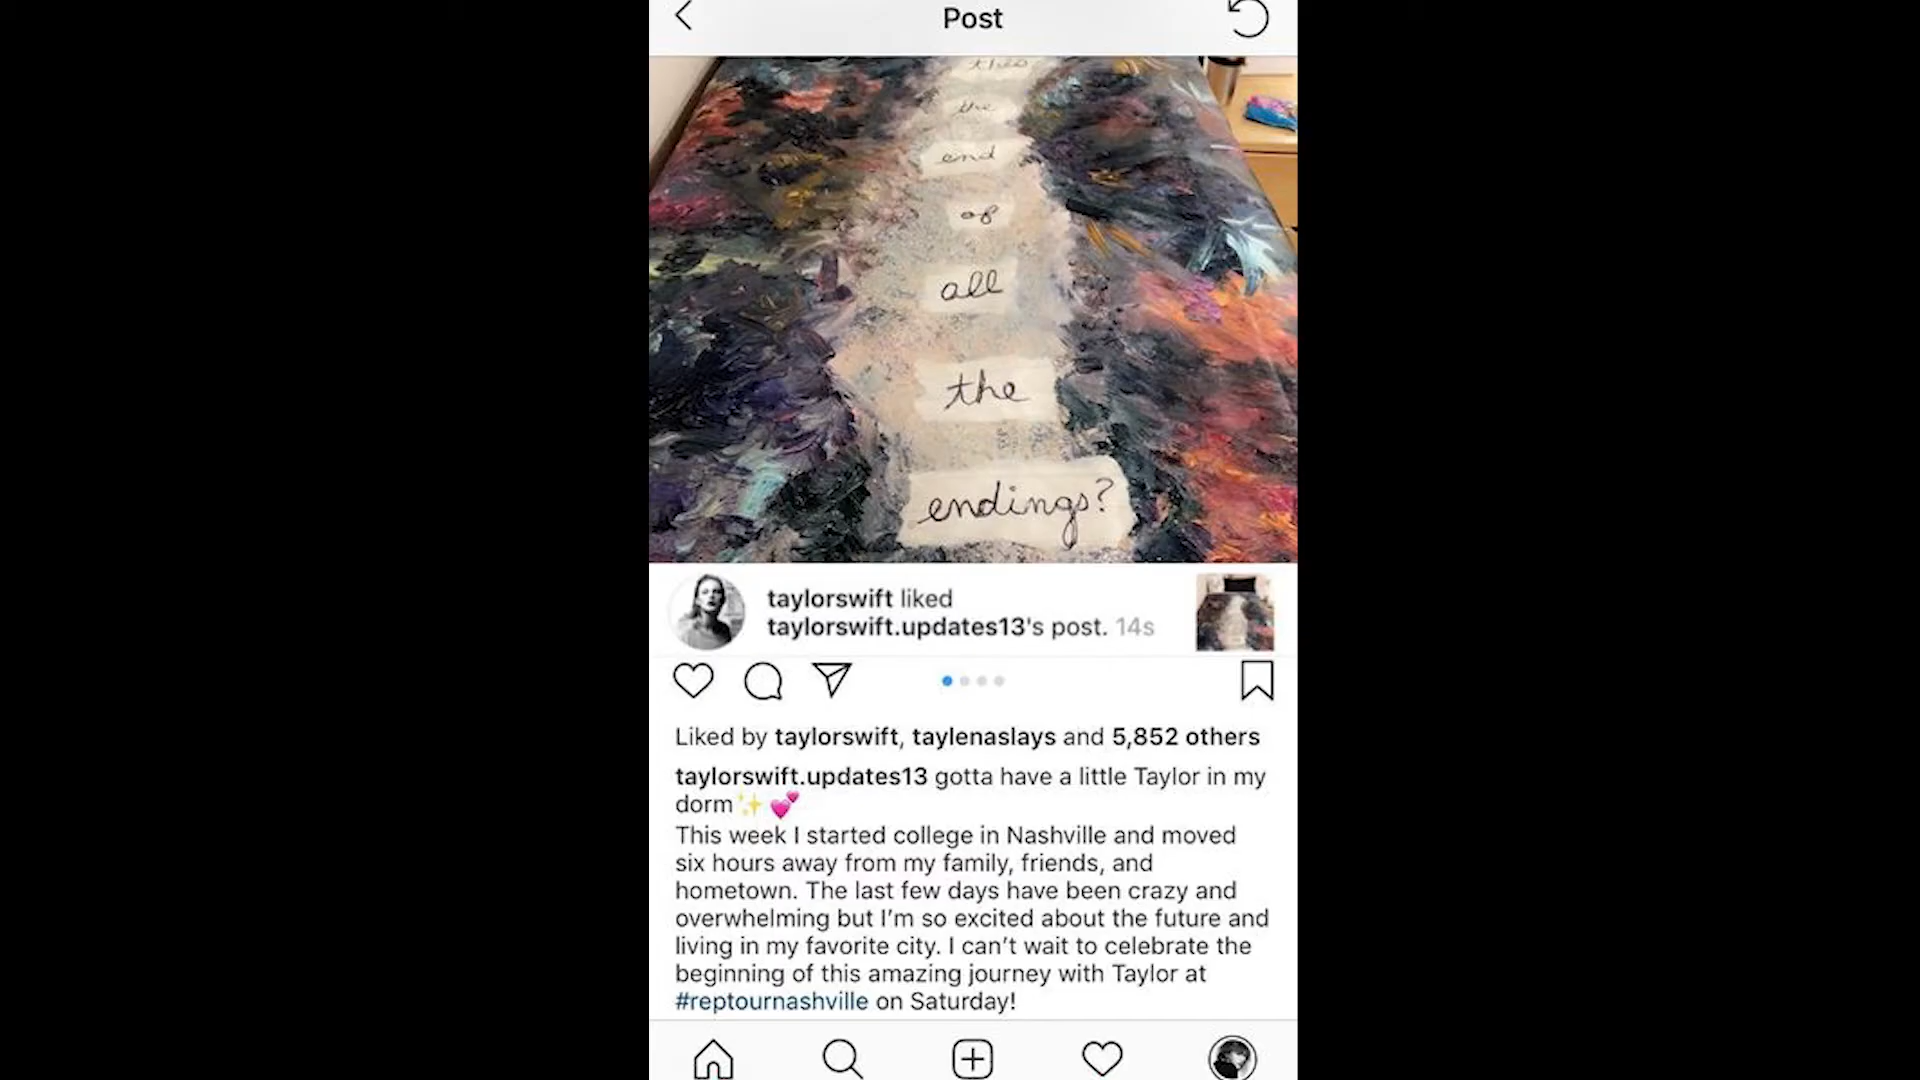 Post
this
the
end
of
all
the
endings?
taylorswift liked
taylorswift.updates13's post. 14s
Liked by taylorswift, taylenaslays and 5,852 others
taylorswift.updates13 gotta have a little Taylor in my
dorm✨ 💕
This week I started college in Nashville and moved
six hours away from my family, friends, and
hometown. The last few days have been crazy and
overwhelming but I'm so excited about the future and
living in my favorite city. I can't wait to celebrate the
beginning of this amazing journey with Taylor at
#reptournashville on Saturday!